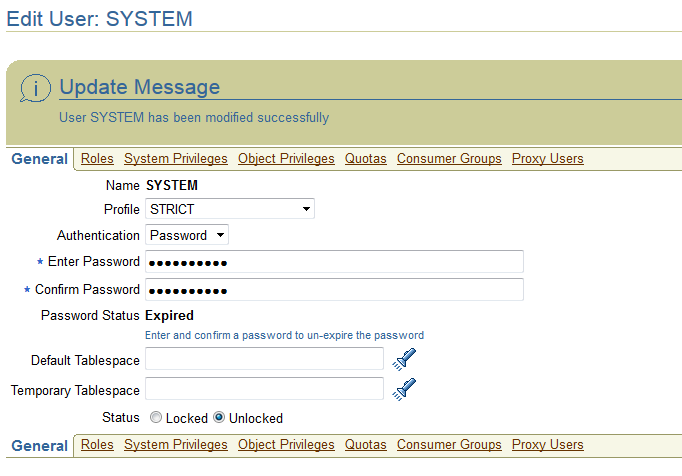 Edit User: SYSTEM
i Update Message
User SYSTEM has been modified successfully
General Roles System Privileges Object Privileges Quotas Consumer Groups Proxy Users
Name SYSTEM
Profile STRICT
Authentication Password
* Enter Password ••••••••••
* Confirm Password ••••••••••
Password Status Expired
Enter and confirm a password to un-expire the password
Default Tablespace
Temporary Tablespace
Status Locked Unlocked
General Roles System Privileges Object Privileges Quotas Consumer Groups Proxy Users